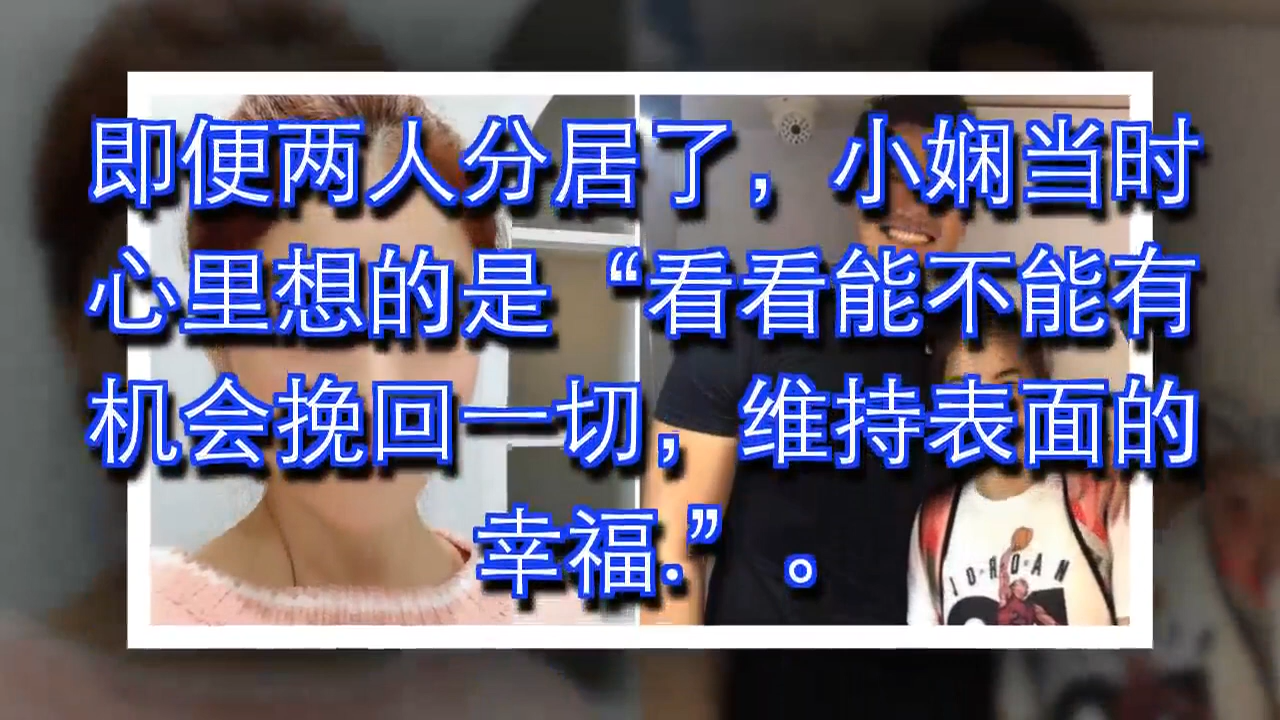 即便两人分居了，小娴当时
心里想的是“看看能不能有
机会挽回一切，维持表面的
幸福.”。
JORDAN